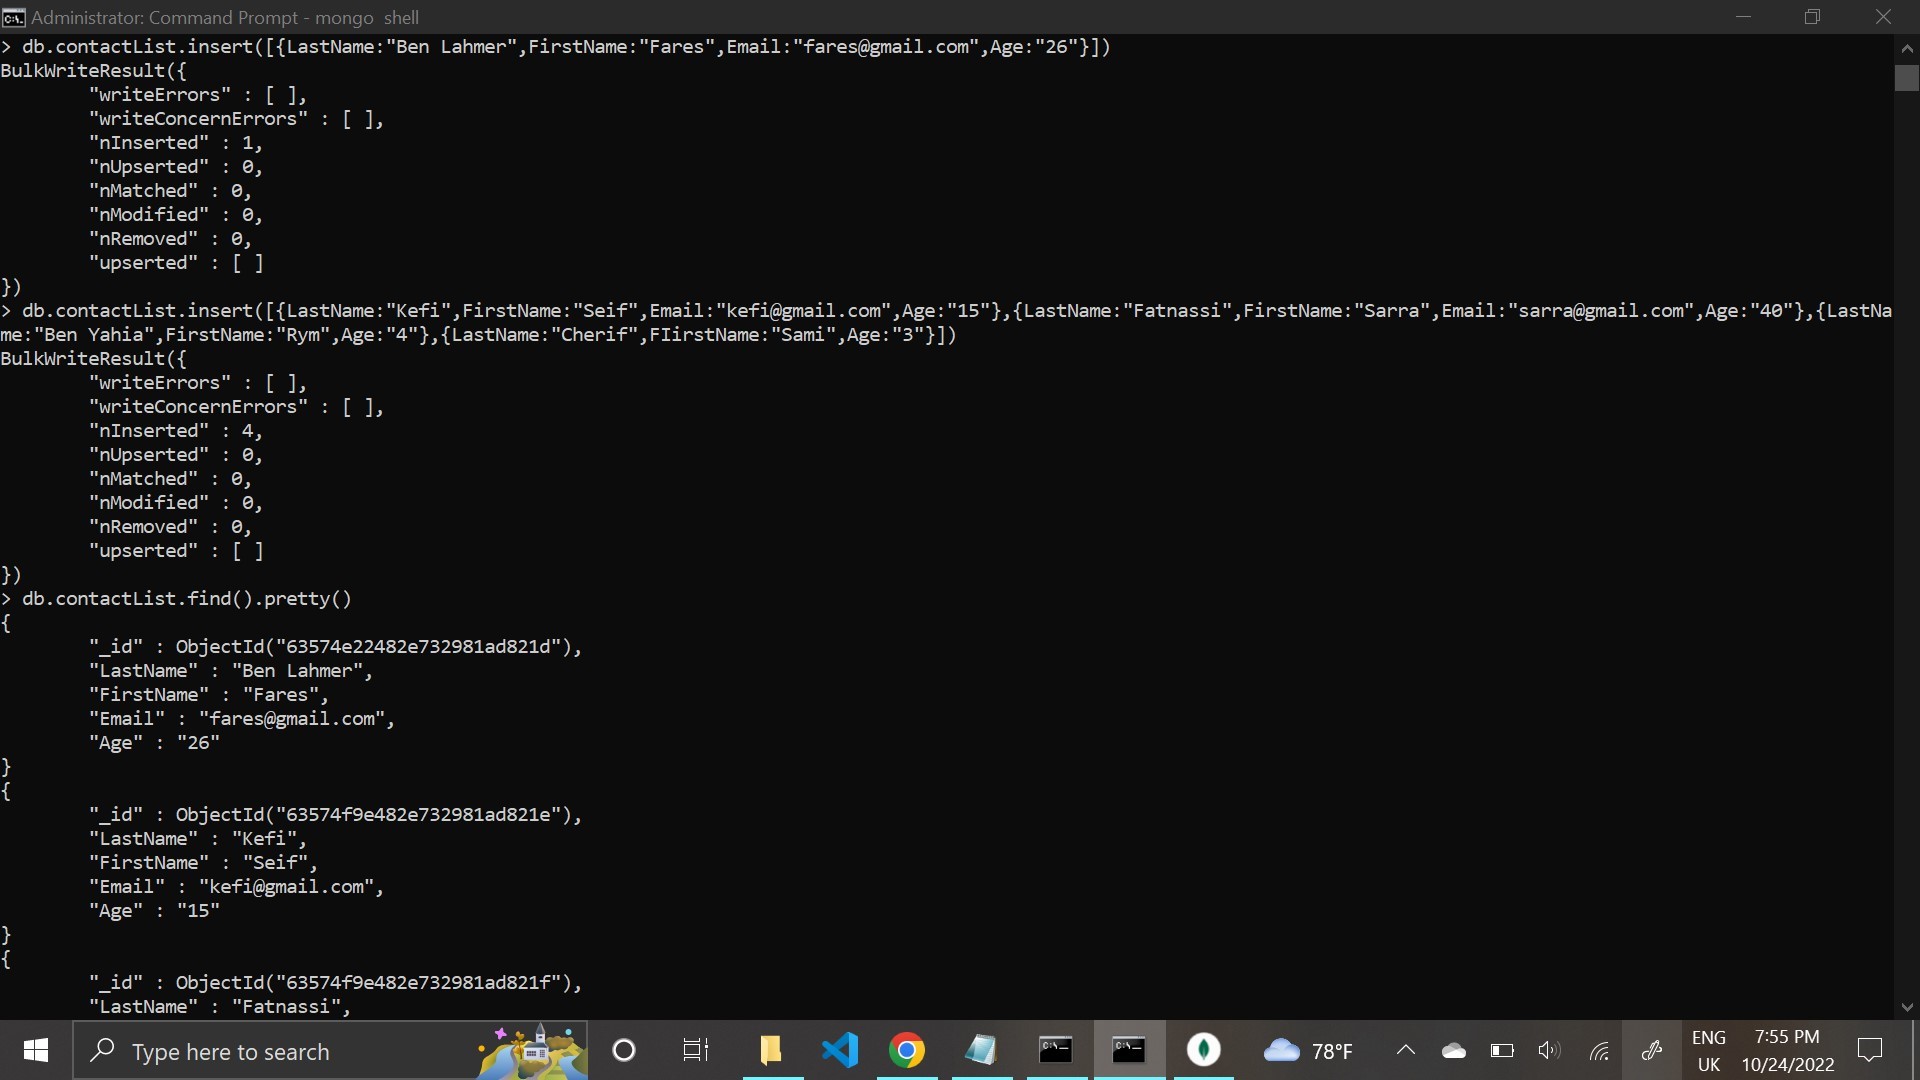 Administrator: Command Prompt - mongo  shell
> db.contactList.insert([{LastName:"Ben Lahmer",FirstName:"Fares",Email:"fares@gmail.com",Age:"26"}])
BulkWriteResult({
        "writeErrors" : [ ],
        "writeConcernErrors" : [ ],
        "nInserted" : 1,
        "nUpserted" : 0,
        "nMatched" : 0,
        "nModified" : 0,
        "nRemoved" : 0,
        "upserted" : [ ]
})
> db.contactList.insert([{LastName:"Kefi",FirstName:"Seif",Email:"kefi@gmail.com",Age:"15"},{LastName:"Fatnassi",FirstName:"Sarra",Email:"sarra@gmail.com",Age:"40"},{LastNa
me:"Ben Yahia",FirstName:"Rym",Age:"4"},{LastName:"Cherif",FIirstName:"Sami",Age:"3"}])
BulkWriteResult({
        "writeErrors" : [ ],
        "writeConcernErrors" : [ ],
        "nInserted" : 4,
        "nUpserted" : 0,
        "nMatched" : 0,
        "nModified" : 0,
        "nRemoved" : 0,
        "upserted" : [ ]
})
> db.contactList.find().pretty()
{
        "_id" : ObjectId("63574e22482e732981ad821d"),
        "LastName" : "Ben Lahmer",
        "FirstName" : "Fares",
        "Email" : "fares@gmail.com",
        "Age" : "26"
}
{
        "_id" : ObjectId("63574f9e482e732981ad821e"),
        "LastName" : "Kefi",
        "FirstName" : "Seif",
        "Email" : "kefi@gmail.com",
        "Age" : "15"
}
{
        "_id" : ObjectId("63574f9e482e732981ad821f"),
        "LastName" : "Fatnassi",
Type here to search
78°F
ENG
UK
7:55 PM
10/24/2022